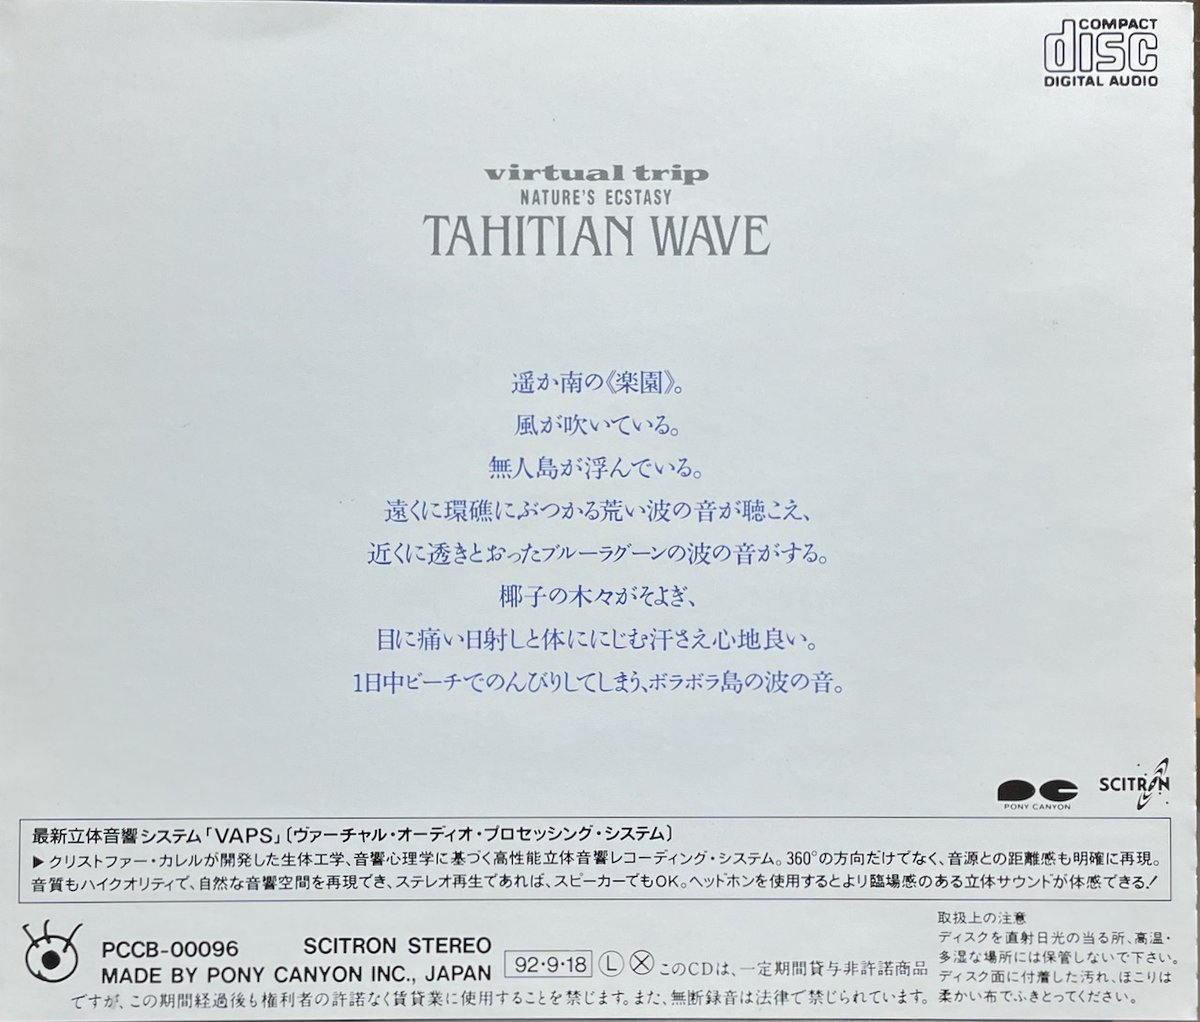 COMPACT
disc
DIGITAL AUDIO
virtual trip
NATURE'S ECSTASY
TAHITIAN WAVE
遥か南の《楽園》。
風が吹いている。
無人島が浮んでいる。
遠くに環礁にぶつかる荒い波の音が聴こえ、
近くに透きとおったブルーラグーンの波の音がする。
椰子の木々がそよぎ、
目に痛い日射しと体ににじむ汗さえ心地良い。
1日中ビーチでのんびりしてしまう、ボラボラ島の波の音。
PONY CANYON
SCITRON
最新立体音響システム「VAPS」〔ヴァーチャル・オーディオ・プロセッシング・システム〕
▶クリストファー・カレルが開発した生体工学、音響心理学に基づく高性能立体音響レコーディング・システム。360°の方向だけでなく、音源との距離感も明確に再現。
音質もハイクオリティで、自然な音響空間を再現でき、ステレオ再生であれば、スピーカーでもOK。ヘッドホンを使用するとより臨場感のある立体サウンドが体感できる!
PCCB-00096 SCITRON STEREO
MADE BY PONY CANYON INC., JAPAN
92・9・18 Ⓛ Ⓧ このCDは、一定期間貸与非許諾商品
ですが、この期間経過後も権利者の許諾なく賃貸業に使用することを禁じます。また、無断録音は法律で禁じられています。
取扱上の注意
ディスクを直射日光の当る所、高温・
多湿な場所には保管しないで下さい。
ディスク面に付着した汚れ、ほこりは
柔かい布でふきとってください。